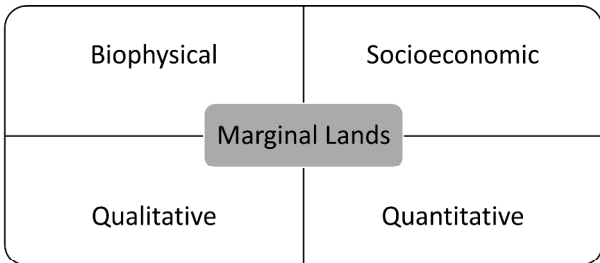 Biophysical
Socioeconomic
Marginal Lands
Qualitative
Quantitative